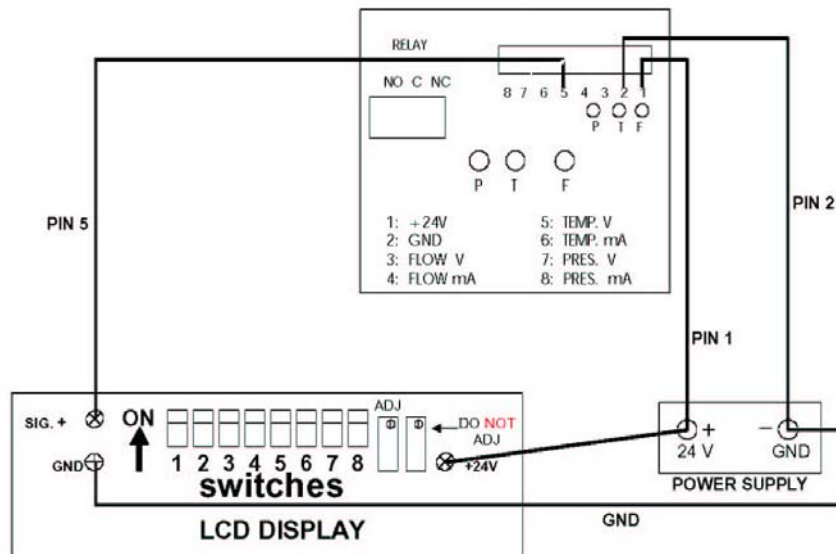 RELAY
NO C NC
8 7 6 5 4 3 2 1
P T F
P T F
1: +24V
2: GND
3: FLOW V
4: FLOW mA
5: TEMP. V
6: TEMP. mA
7: PRES. V
8: PRES. mA
PIN 5
PIN 2
PIN 1
SIG. +
GND
ON
1 2 3 4 5 6 7 8
switches
ADJ
DO NOT
ADJ
+24V
LCD DISPLAY
+
24 V
−
GND
POWER SUPPLY
GND